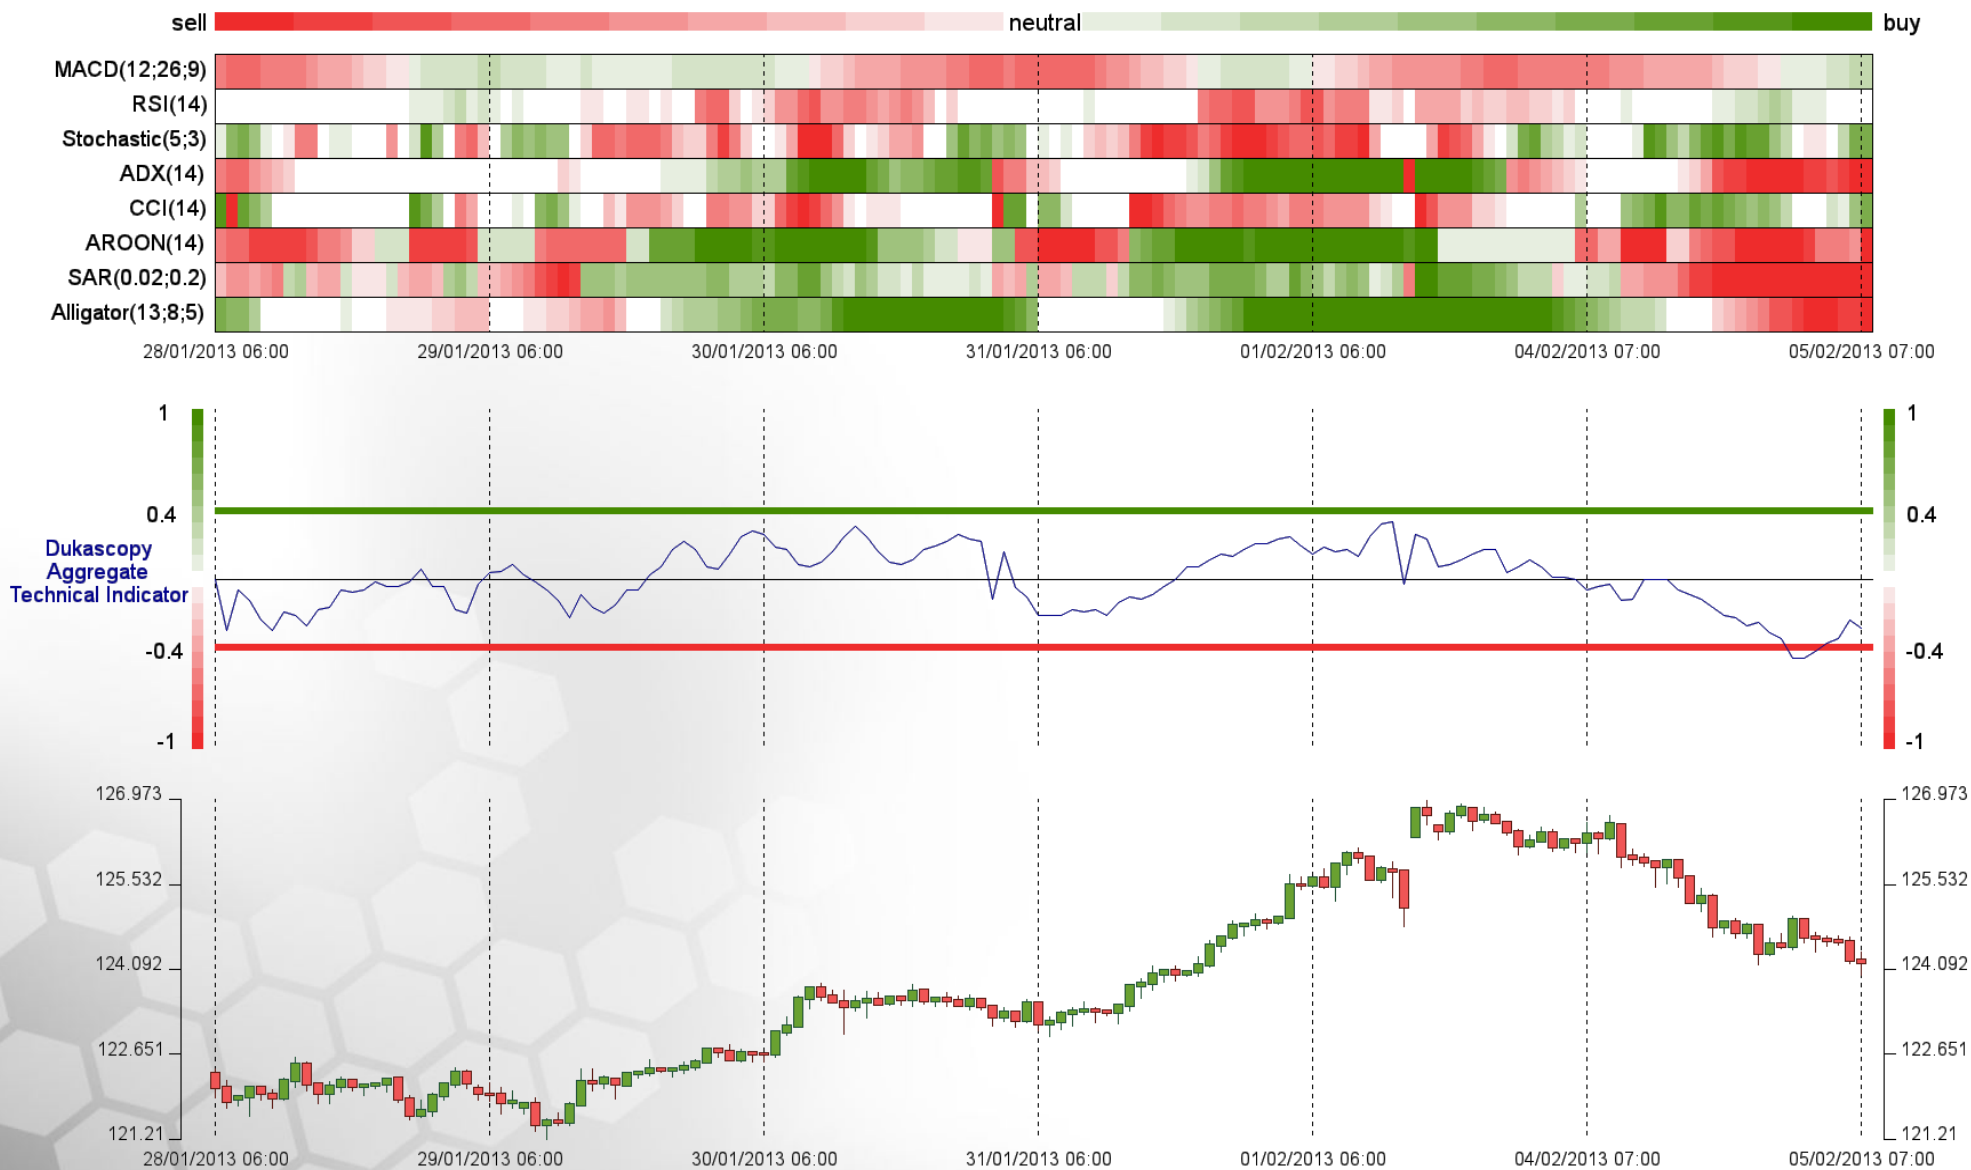 sell neutral buy
MACD(12;26;9)
RSI(14)
Stochastic(5;3)
ADX(14)
CCI(14)
AROON(14)
SAR(0.02;0.2)
Alligator(13;8;5)
28/01/2013 06:00 29/01/2013 06:00 30/01/2013 06:00 31/01/2013 06:00 01/02/2013 06:00 04/02/2013 07:00 05/02/2013 07:00
1 1
0.4 0.4
Dukascopy
Aggregate
Technical Indicator
-0.4 -0.4
-1 -1
126.973 126.973
125.532 125.532
124.092 124.092
122.651 122.651
121.21 121.21
28/01/2013 06:00 29/01/2013 06:00 30/01/2013 06:00 31/01/2013 06:00 01/02/2013 06:00 04/02/2013 07:00 05/02/2013 07:00